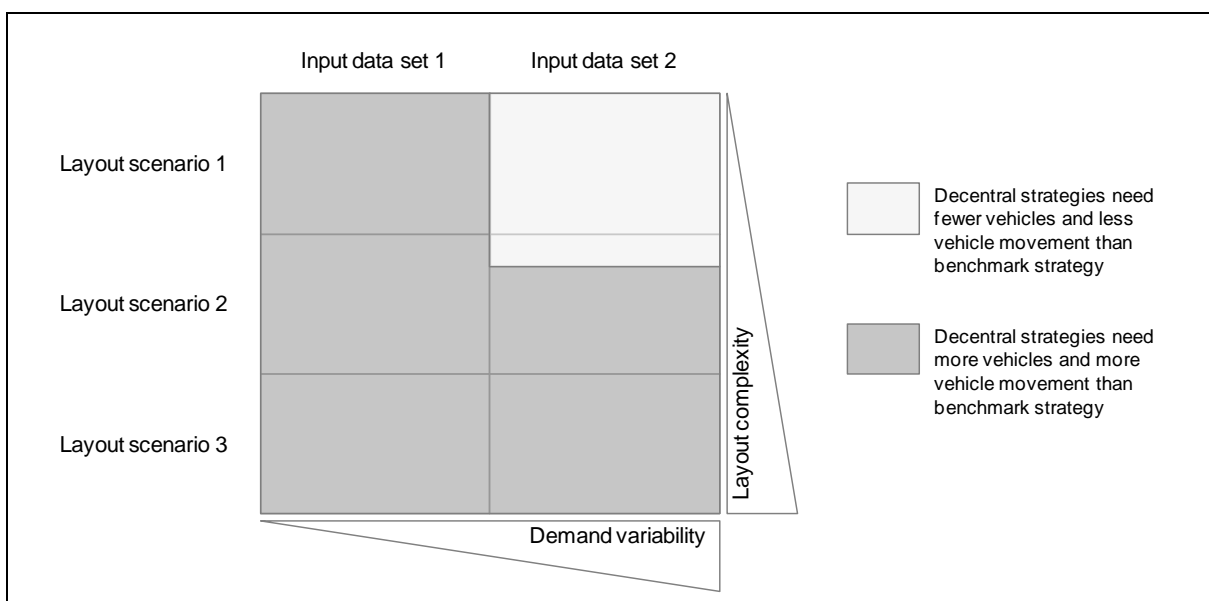 Input data set 1
Input data set 2
Layout scenario 1
Layout scenario 2
Layout scenario 3
Layout complexity
Demand variability
Decentral strategies need
fewer vehicles and less
vehicle movement than
benchmark strategy
Decentral strategies need
more vehicles and more
vehicle movement than
benchmark strategy